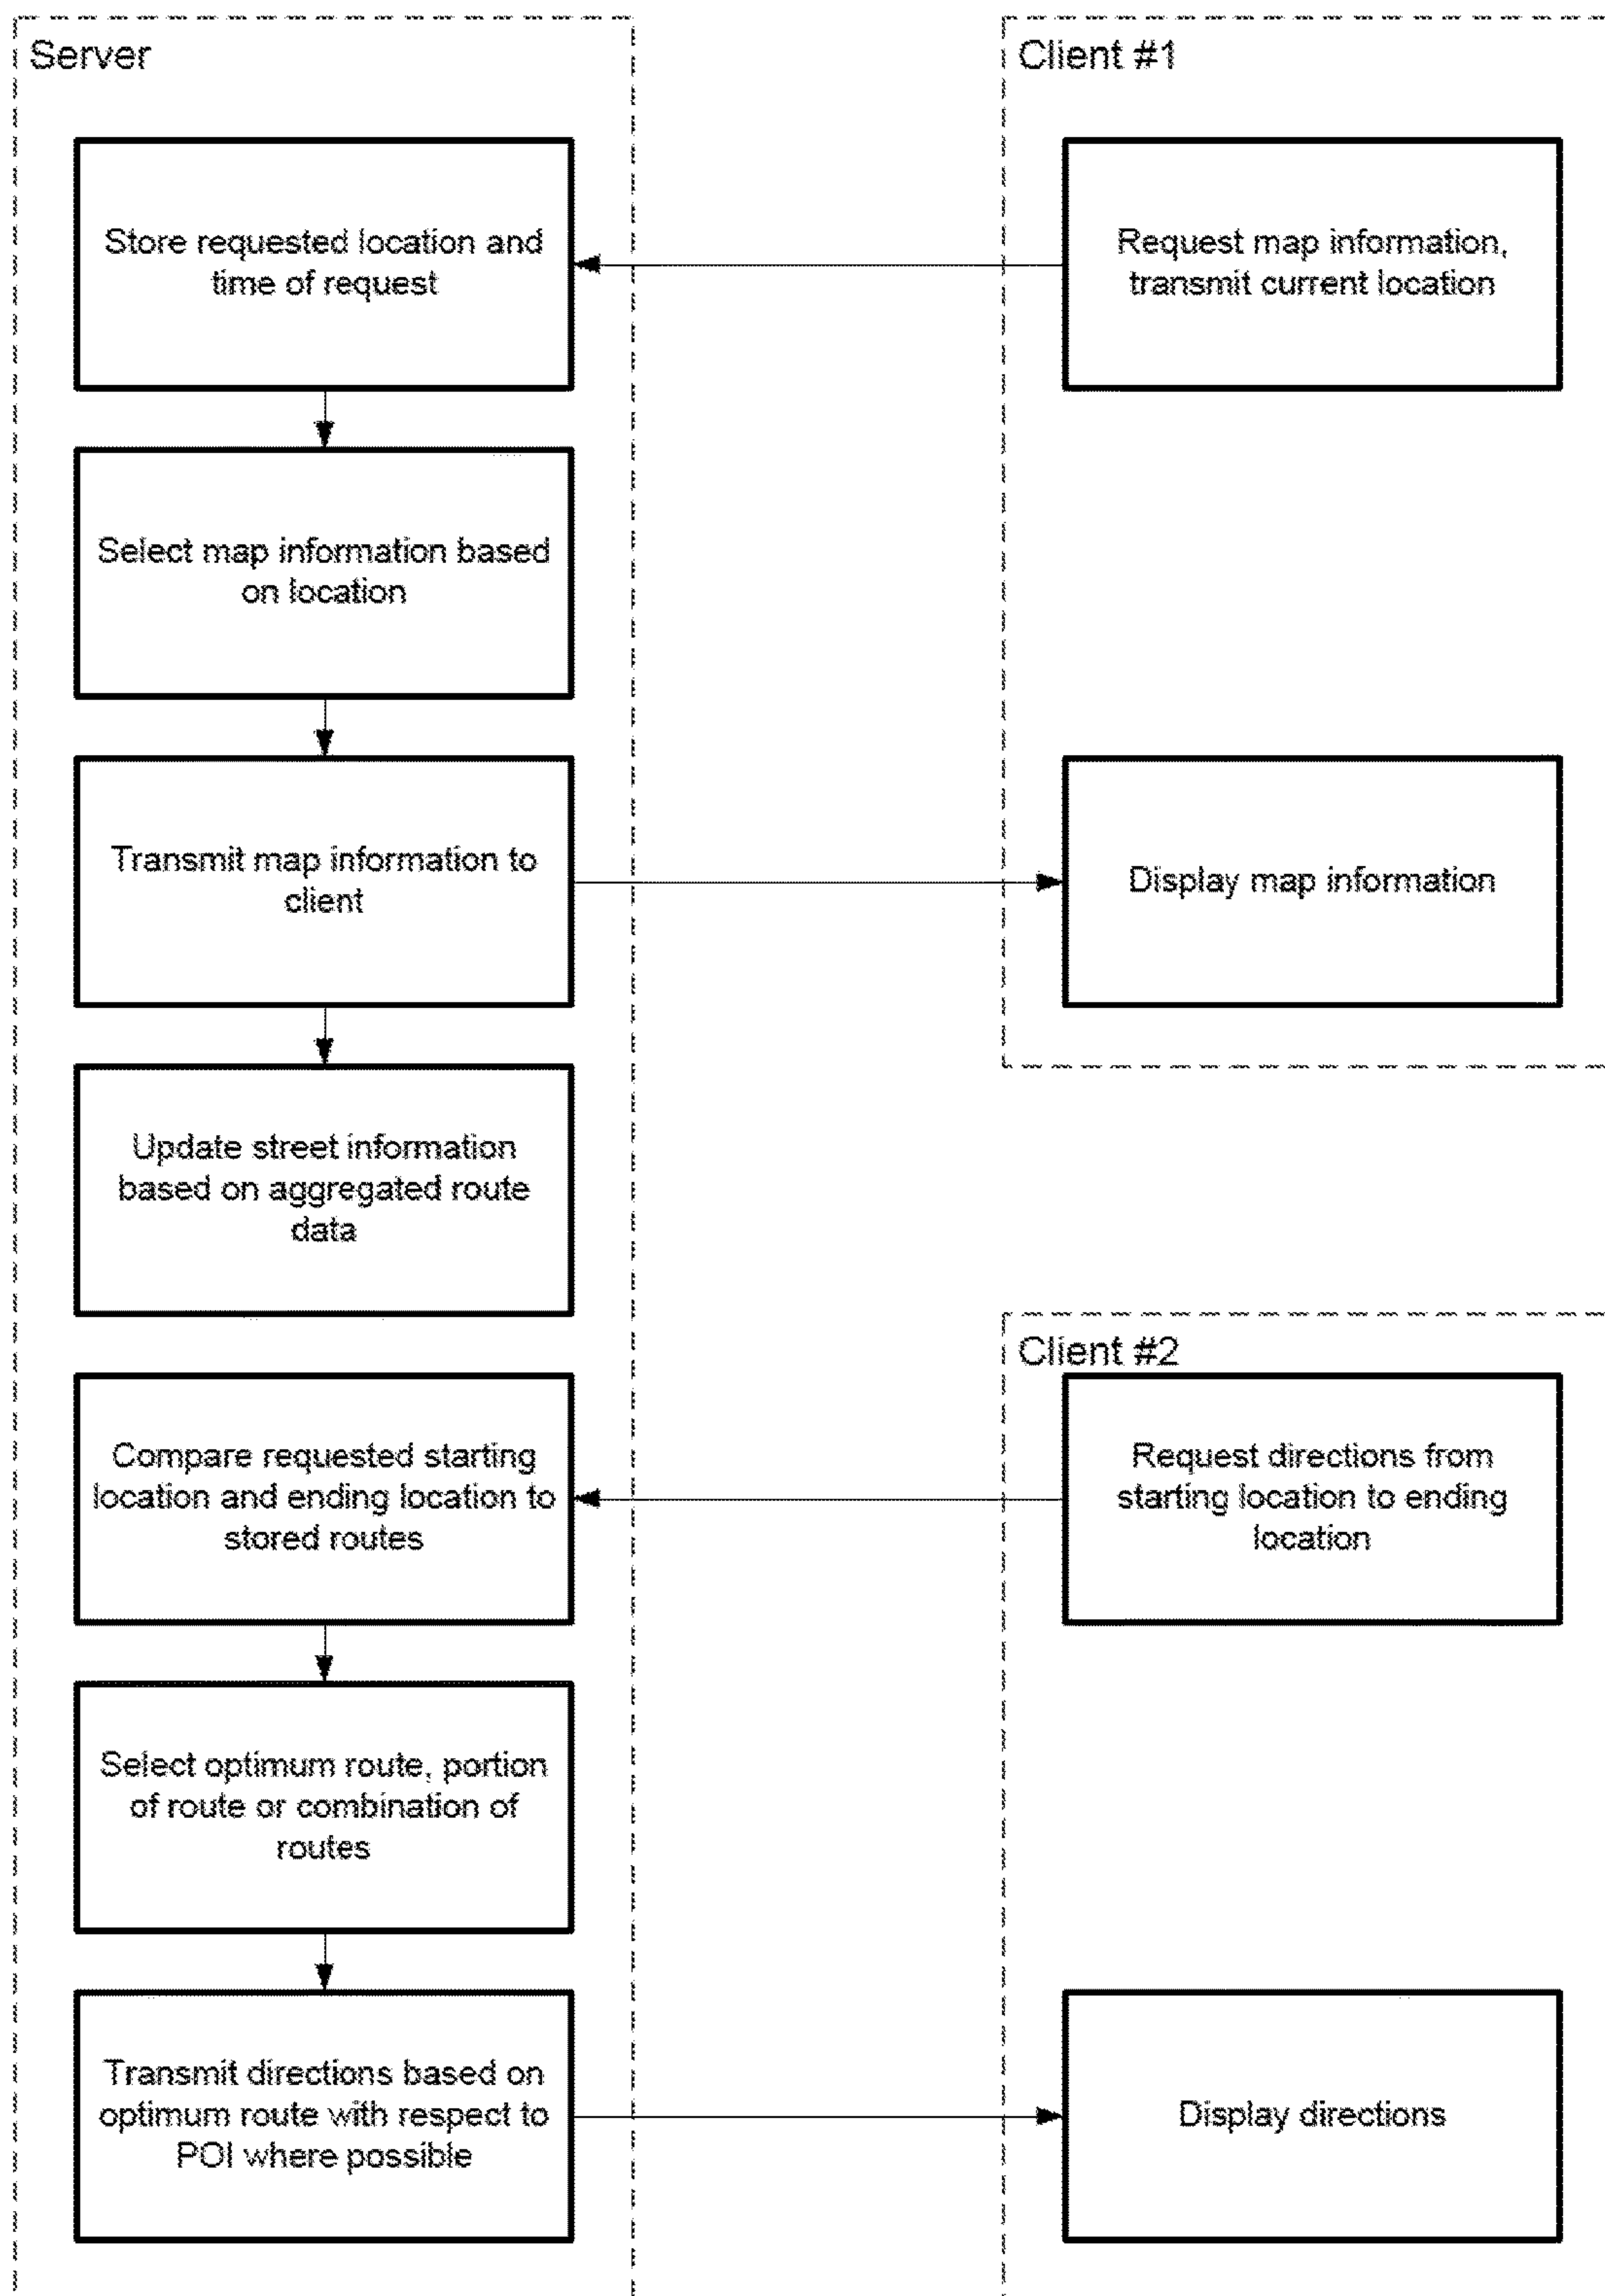 Server
Client #1
Store requested location and
time of request
Request map information,
transmit current location
Select map information based
on location
Transmit map information to
client
Display map information
Update street information
based on aggregated route
data
Client #2
Compare requested starting
location and ending location to
stored routes
Request directions from
starting location to ending
location
Select optimum route, portion
of route or combination of
routes
Transmit directions based on
optimum route with respect to
POI where possible
Display directions